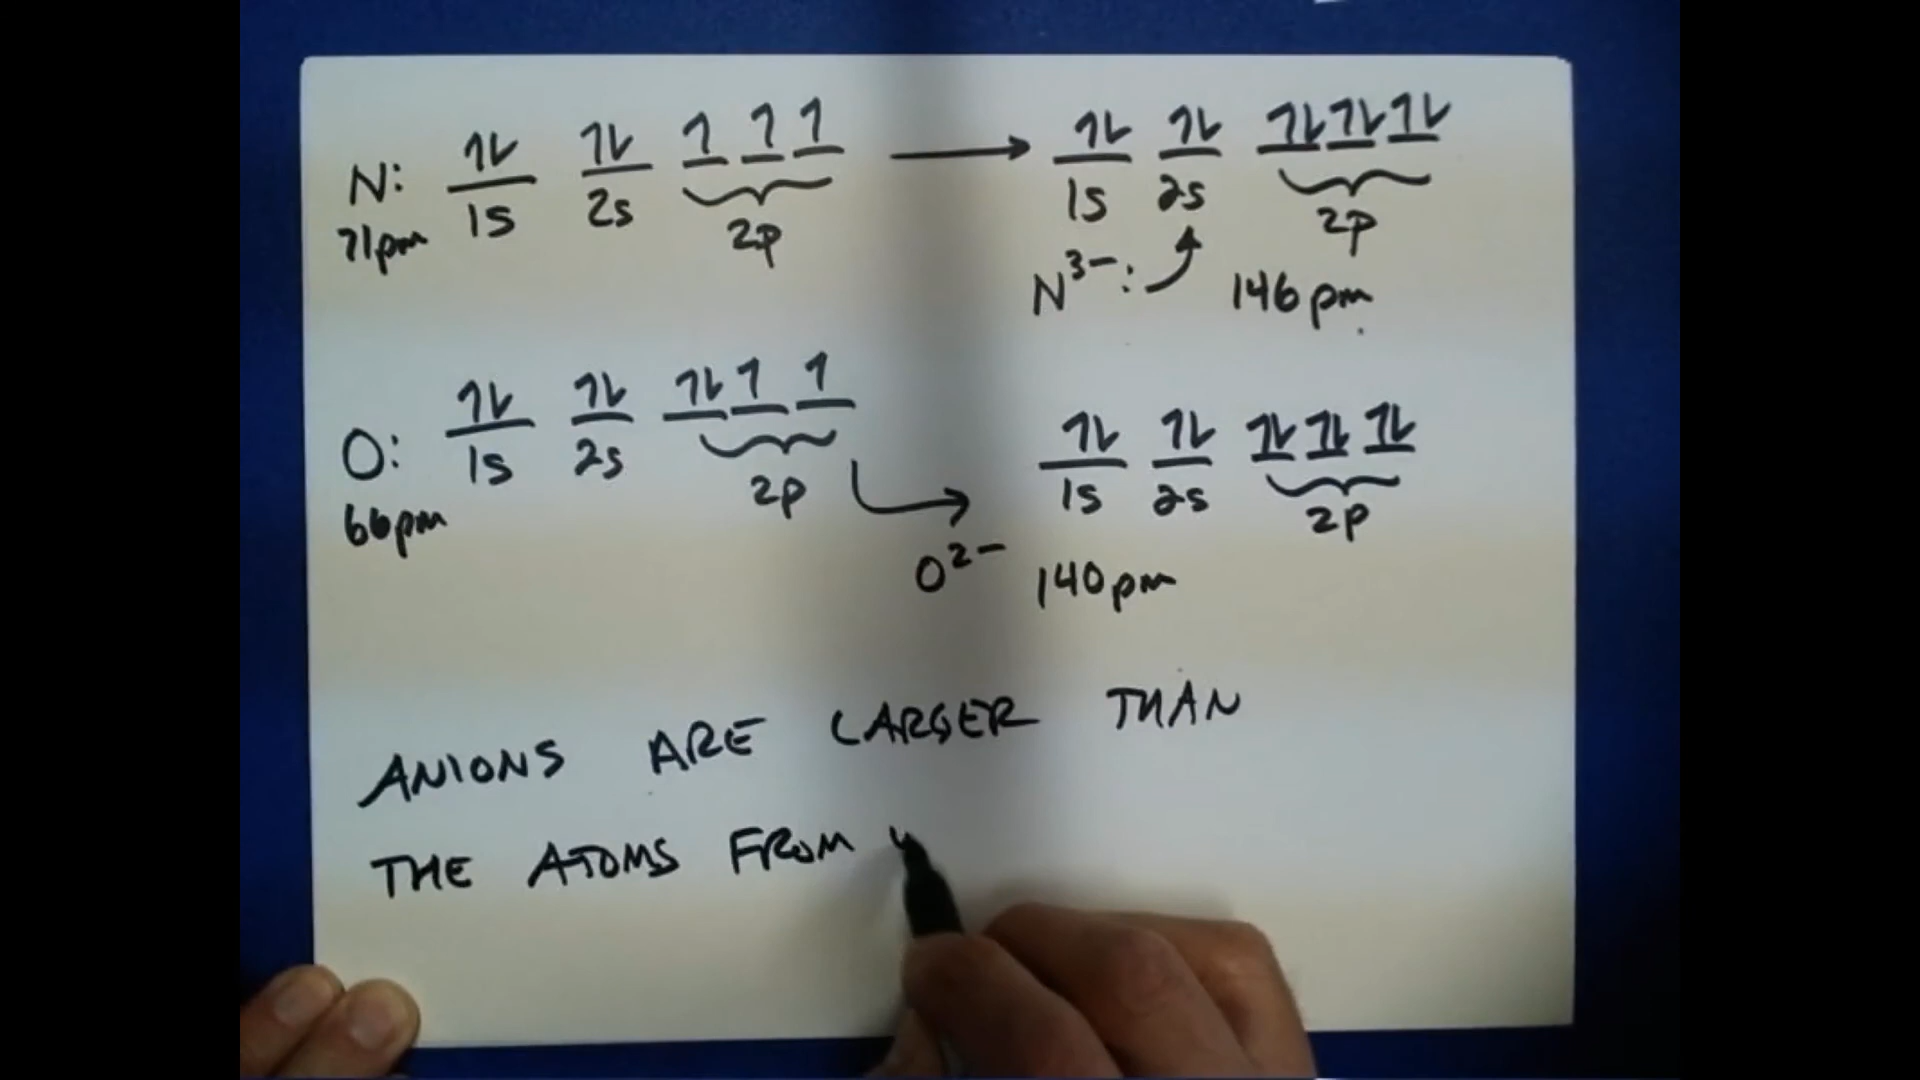 N: 1s 2s 2p 1s 2s 2p
71pm N³⁻: 146pm
O: 1s 2s 2p 1s 2s 2p
66pm O²⁻ 140pm
ANIONS ARE LARGER THAN
THE ATOMS FROM